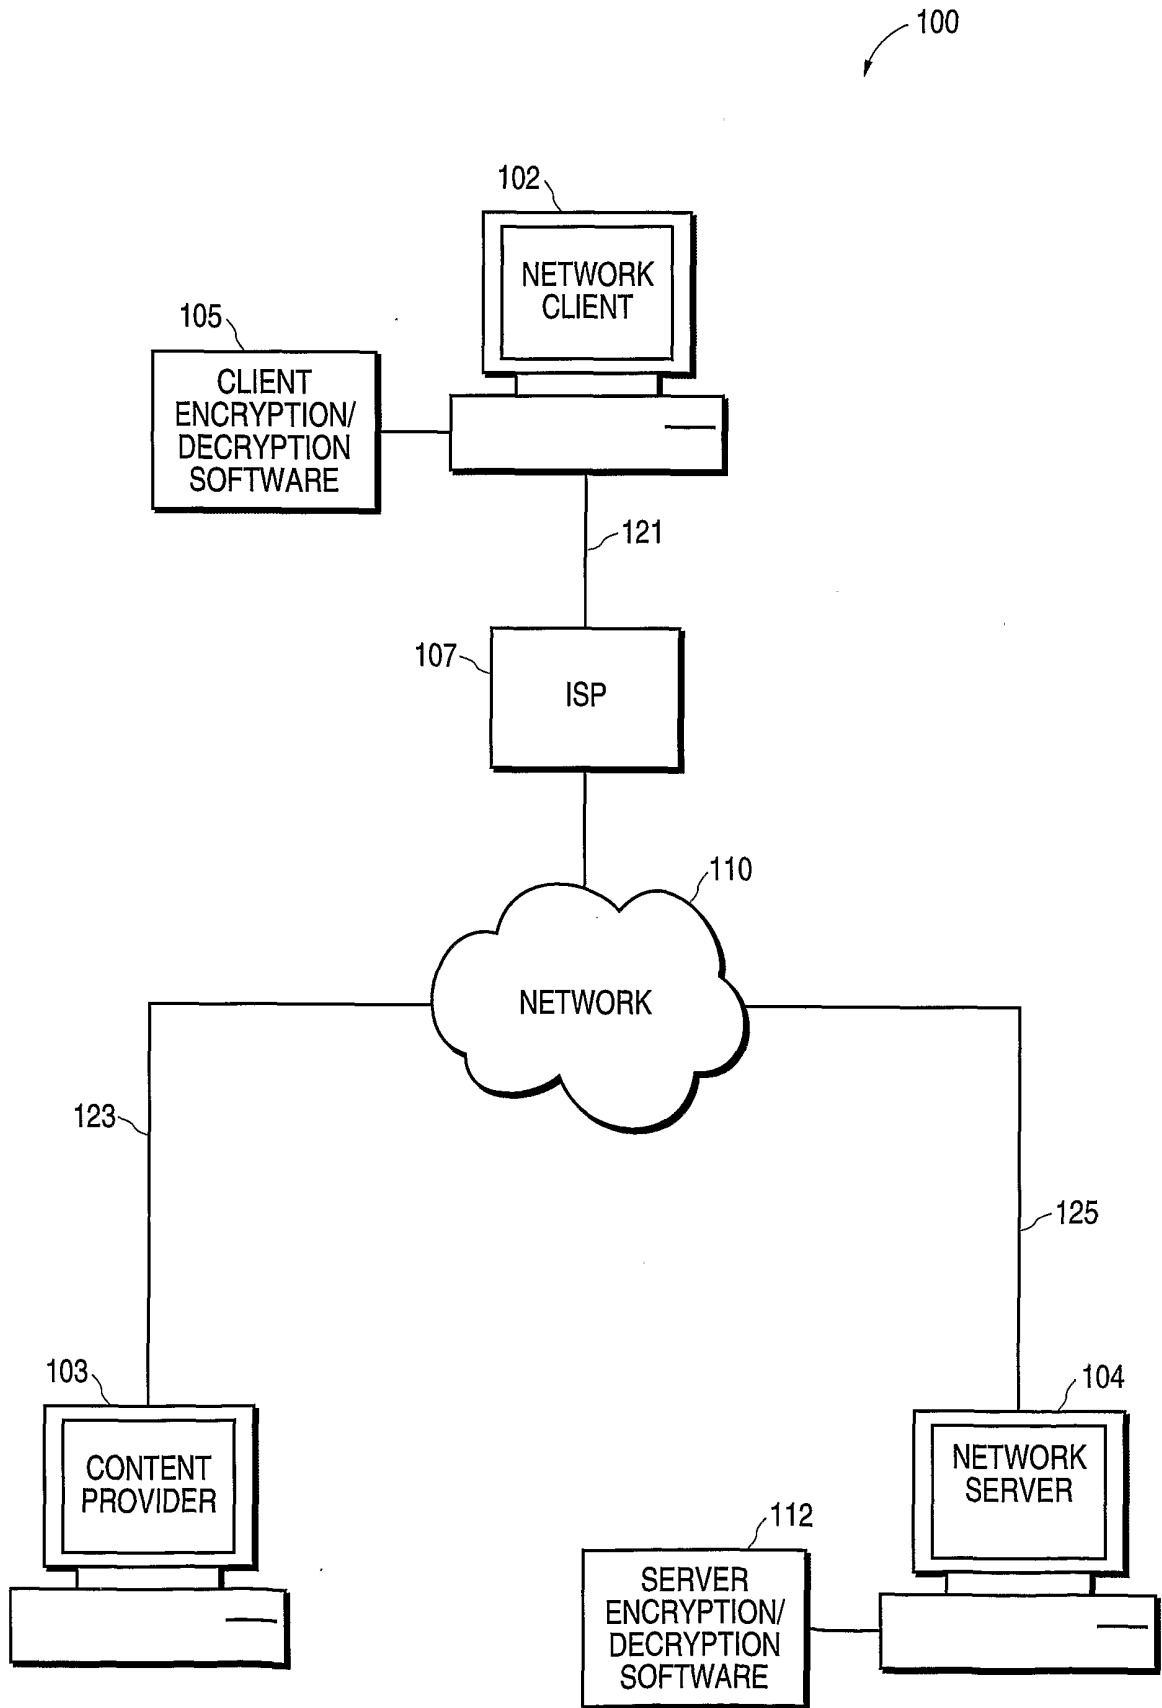 100
102
NETWORK
CLIENT
105
CLIENT
ENCRYPTION/
DECRYPTION
SOFTWARE
121
107
ISP
110
NETWORK
123
125
103
CONTENT
PROVIDER
104
NETWORK
SERVER
112
SERVER
ENCRYPTION/
DECRYPTION
SOFTWARE